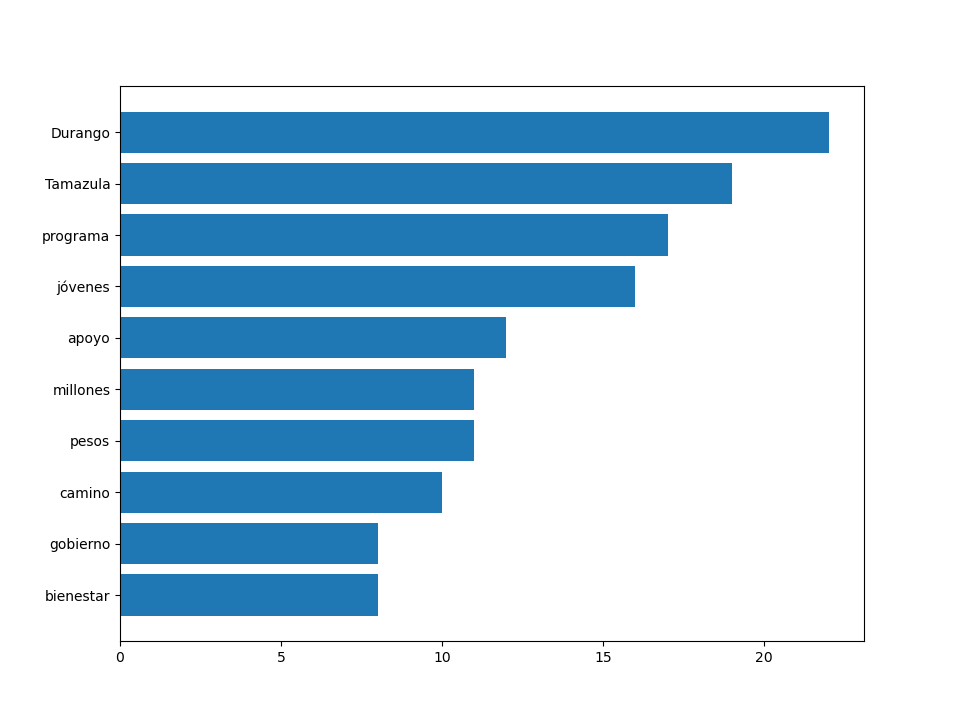 Durango
Tamazula
programa
jóvenes
apoyo
millones
pesos
camino
gobierno
bienestar
0 5 10 15 20